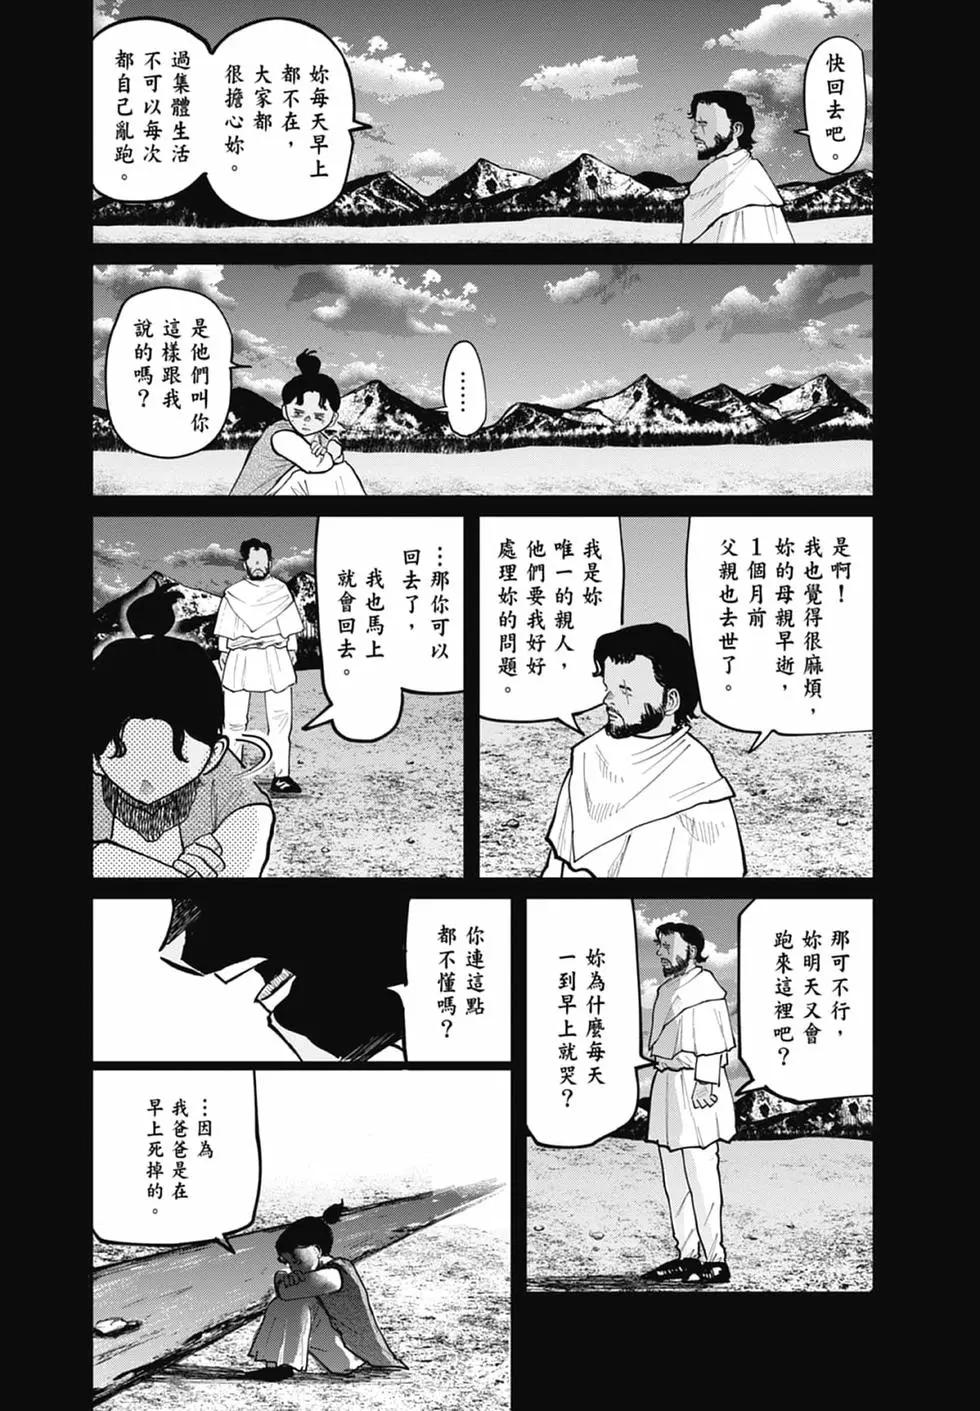 快回去吧。
妳每天早上
都不在，
大家都
很擔心妳。
過集體生活
不可以每次
都自己亂跑。
……
是他們叫你
這樣跟我
說的嗎？
是啊！
我也覺得很麻煩，
妳的母親早逝，
1個月前
父親也去世了。
我是妳
唯一的親人，
他們要我好好
處理妳的問題。
…那你可以
回去了，
我也馬上
就會回去。
那可不行，
妳明天又會
跑來這裡吧？
妳為什麼每天
一到早上就哭？
你連這點
都不懂嗎？
…因為
我爸爸是在
早上死掉的。